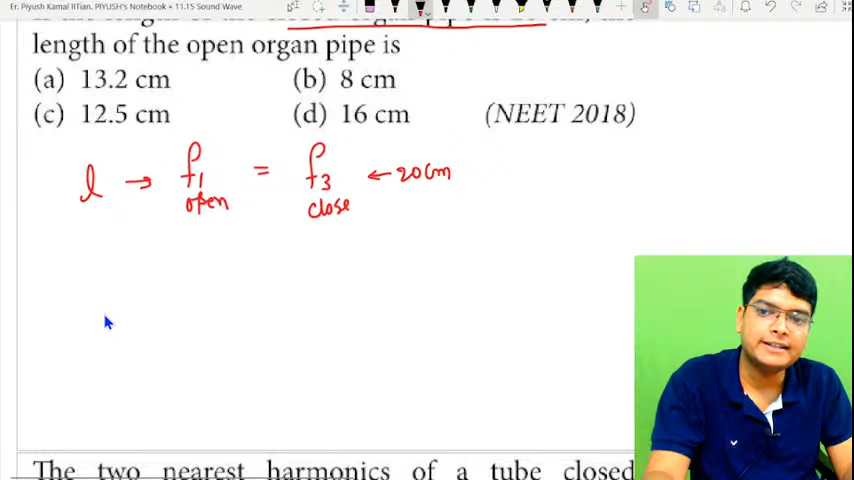 Er. Piyush Kamal IITian. PIYUSH's Notebook » 11.15 Sound Wave
length of the open organ pipe is
(a) 13.2 cm (b) 8 cm
(c) 12.5 cm (d) 16 cm (NEET 2018)
l → f1 = f3 ← 20cm
open close
The two nearest harmonics of a tube closed